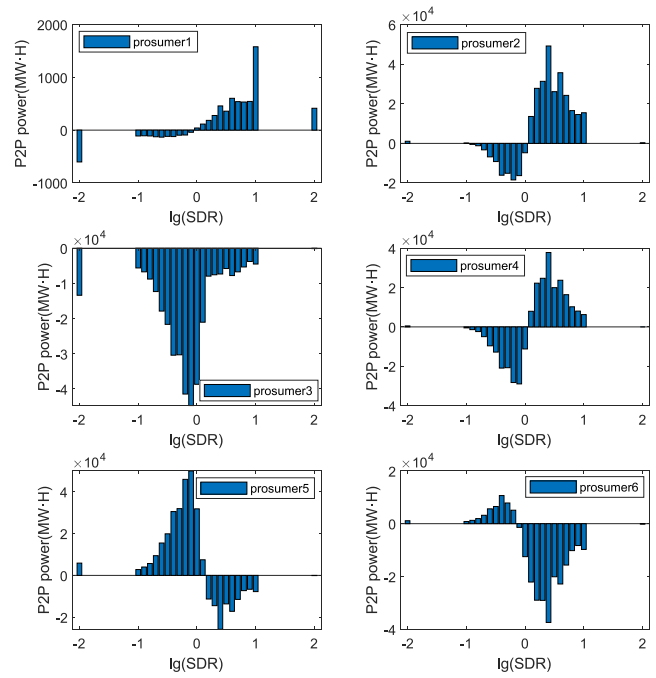 prosumer1
2000
1000
0
-1000
P2P power(MW·H)
-2 -1 0 1 2
lg(SDR)
×10⁴
prosumer2
6
4
2
0
-2
P2P power(MW·H)
-2 -1 0 1 2
lg(SDR)
×10⁴
0
-1
-2
-3
-4
P2P power(MW·H)
prosumer3
-2 -1 0 1 2
lg(SDR)
×10⁴
prosumer4
4
2
0
-2
-4
P2P power(MW·H)
-2 -1 0 1 2
lg(SDR)
×10⁴
prosumer5
4
2
0
-2
P2P power(MW·H)
-2 -1 0 1 2
lg(SDR)
×10⁴
prosumer6
2
0
-2
-4
P2P power(MW·H)
-2 -1 0 1 2
lg(SDR)